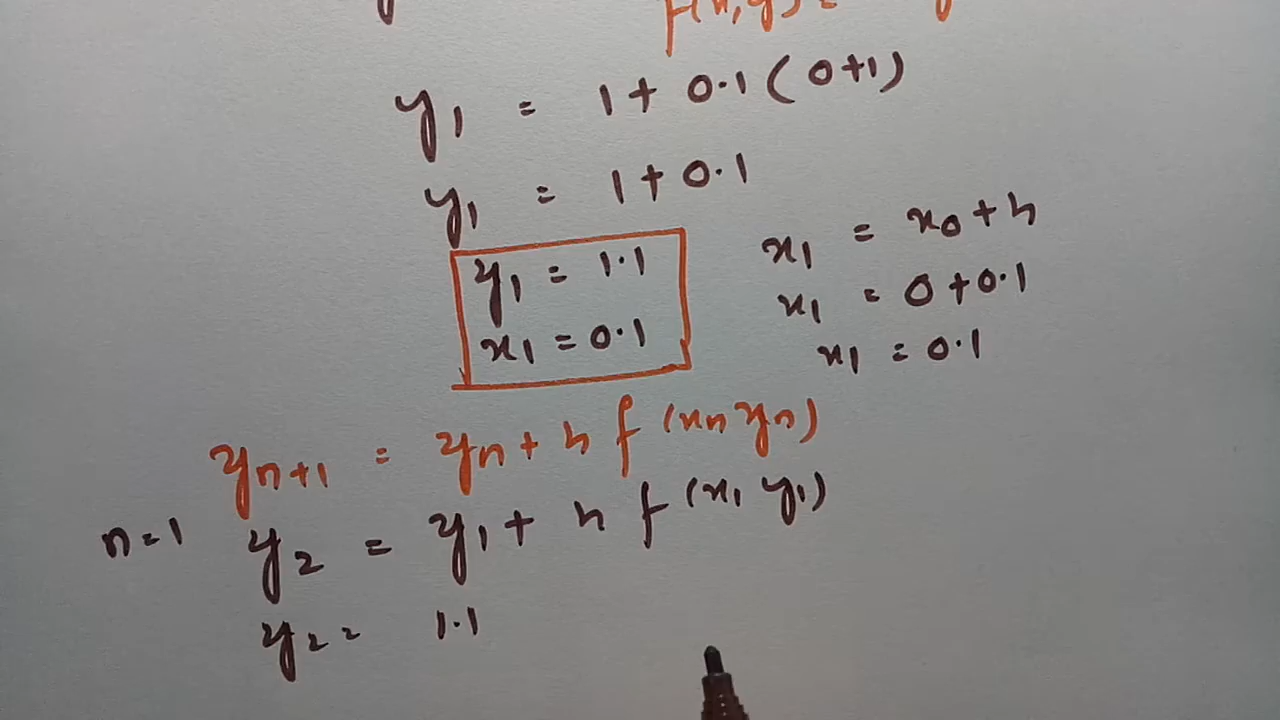 f(x,y) =
y1 = 1 + 0.1 ( 0+1)
y1 = 1 + 0.1
x1 = x0 + h
y1 = 1.1
x1 = 0 + 0.1
x1 = 0.1
x1 = 0.1
yn+1 = yn + h f (xn yn)
n=1 y2 = y1 + h f (x1 y1)
y2 = 1.1